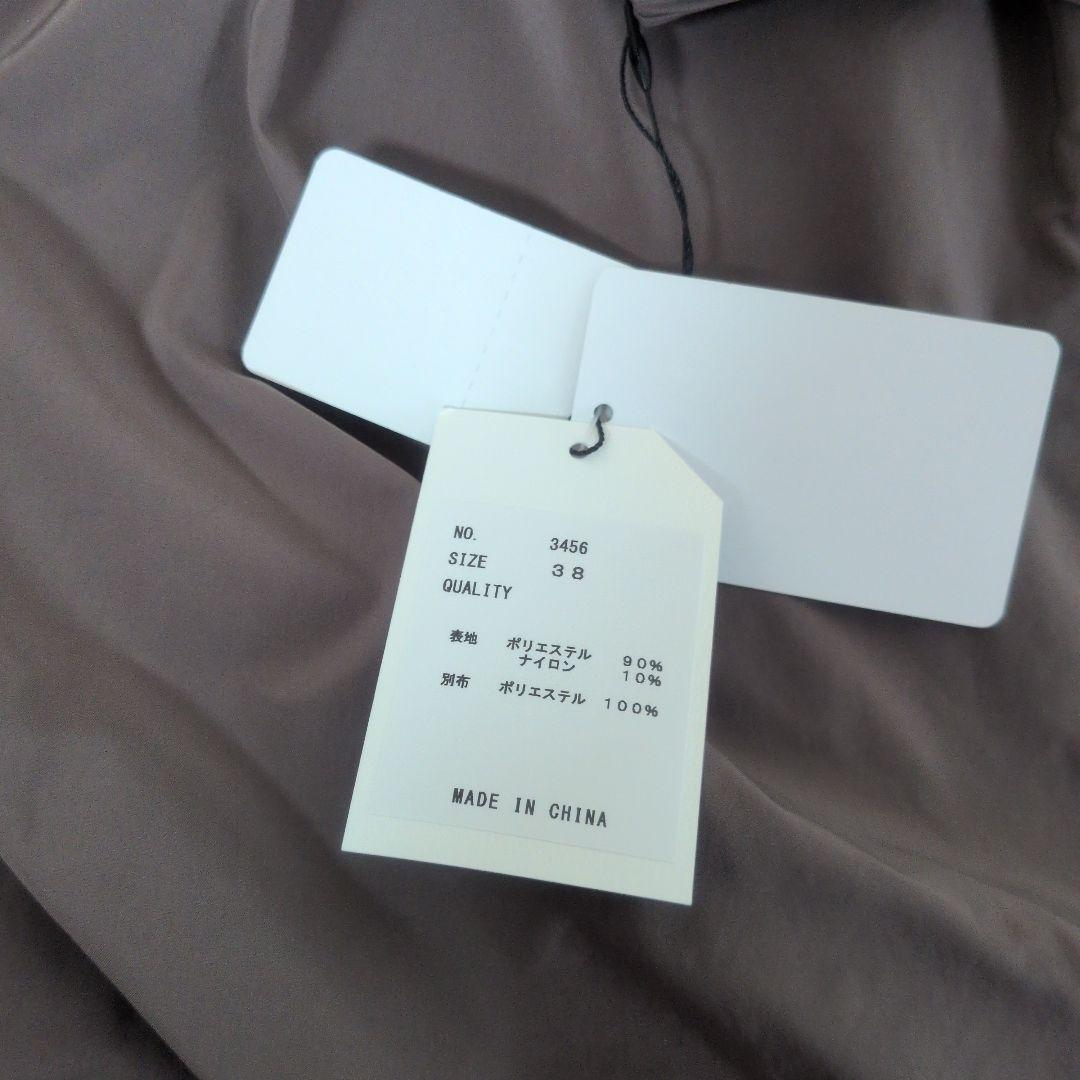 NO. 3456
SIZE ３８
QUALITY
表地 ポリエステル ９０％
ナイロン １０％
別布 ポリエステル １００％
MADE IN CHINA